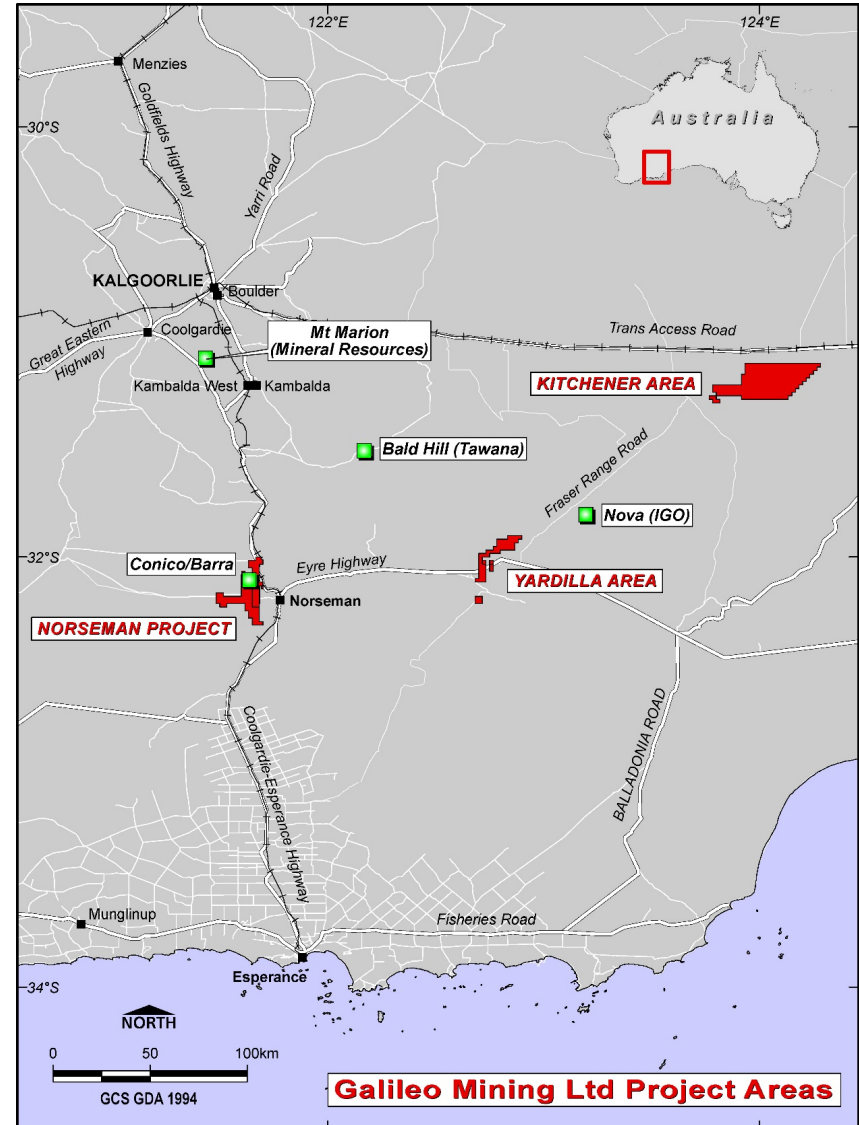 122°E
124°E
Menzies
Goldfields Highway
Yarri Road
Australia
30°S
KALGOORLIE
Boulder
Coolgardie
Great Eastern
Highway
Mt Marion
(Mineral Resources)
Trans Access Road
Kambalda West
Kambalda
KITCHENER AREA
Bald Hill (Tawana)
Fraser Range Road
Nova (IGO)
32°S
Conico/Barra
Eyre Highway
YARDILLA AREA
Norseman
NORSEMAN PROJECT
Coolgardie-Esperance Highway
BALLADONIA ROAD
Munglinup
Fisheries Road
Esperance
34°S
NORTH
0 50 100km
GCS GDA 1994
Galileo Mining Ltd Project Areas